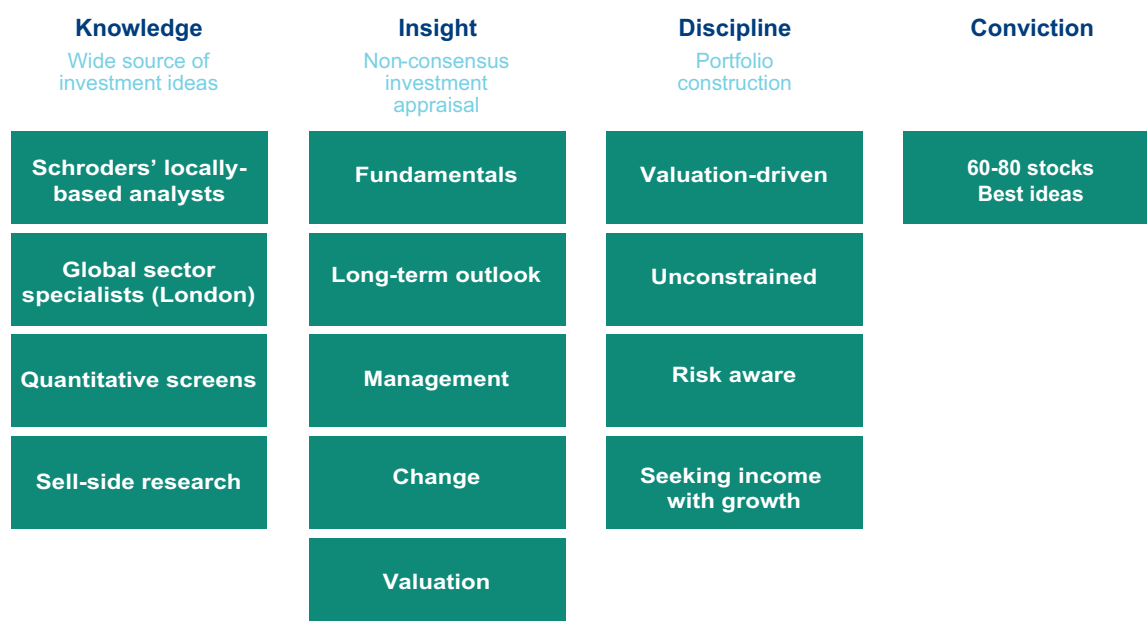 Knowledge
Wide source of
investment ideas
Schroders’ locally-
based analysts
Global sector
specialists (London)
Quantitative screens
Sell-side research
Insight
Non-consensus
investment
appraisal
Fundamentals
Long-term outlook
Management
Change
Valuation
Discipline
Portfolio
construction
Valuation-driven
Unconstrained
Risk aware
Seeking income
with growth
Conviction
60-80 stocks
Best ideas